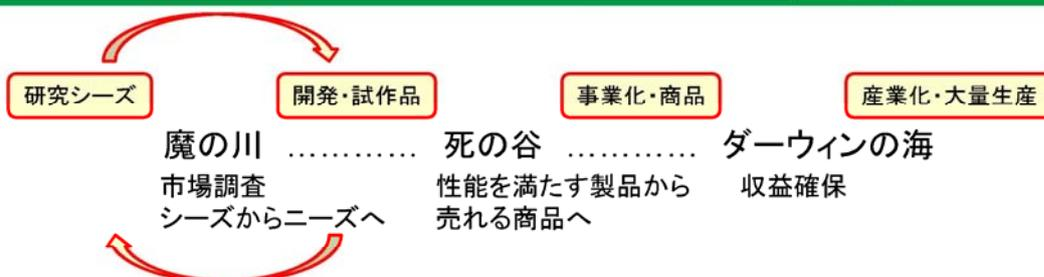 研究シーズ
開発・試作品
事業化・商品
産業化・大量生産
魔の川 ………… 死の谷 ………… ダーウィンの海
市場調査
シーズからニーズへ
性能を満たす製品から
売れる商品へ
収益確保